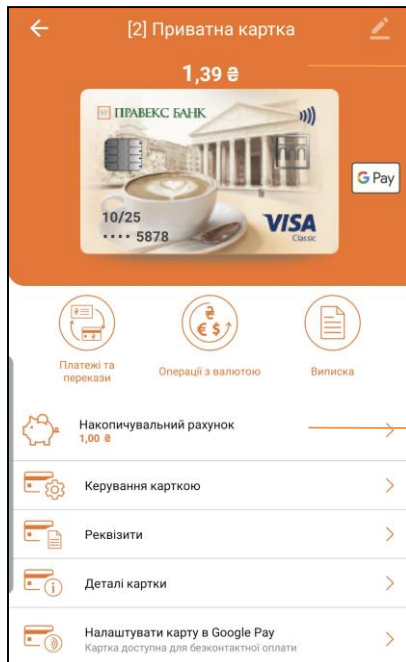 [2] Приватна картка
1,39 ₴
ПРАВЕКС БАНК
G Pay
10/25
•••• 5878
VISA
Classic
Платежі та
перекази
Операції з валютою
Виписка
Накопичувальний рахунок
1,00 ₴
Керування карткою
Реквізити
Деталі картки
Налаштувати карту в Google Pay
Картка доступна для безконтактної оплати